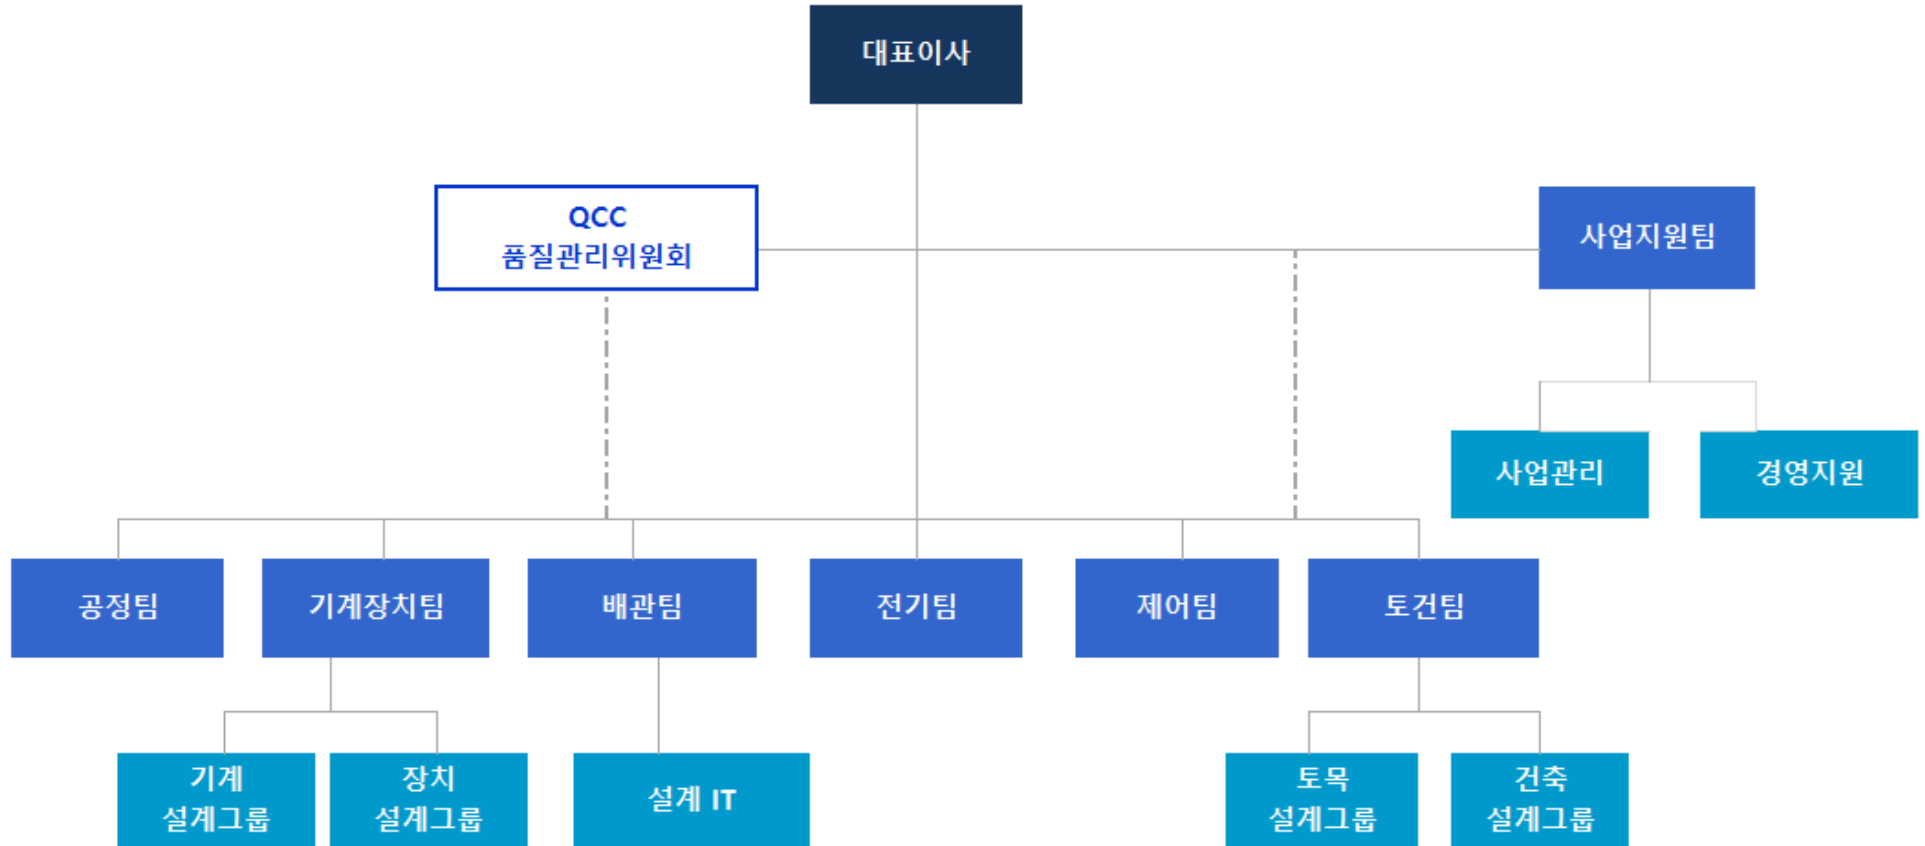 대표이사
QCC
품질관리위원회
사업지원팀
사업관리
경영지원
공정팀
기계장치팀
배관팀
전기팀
제어팀
토건팀
기계
설계그룹
장치
설계그룹
설계 IT
토목
설계그룹
건축
설계그룹